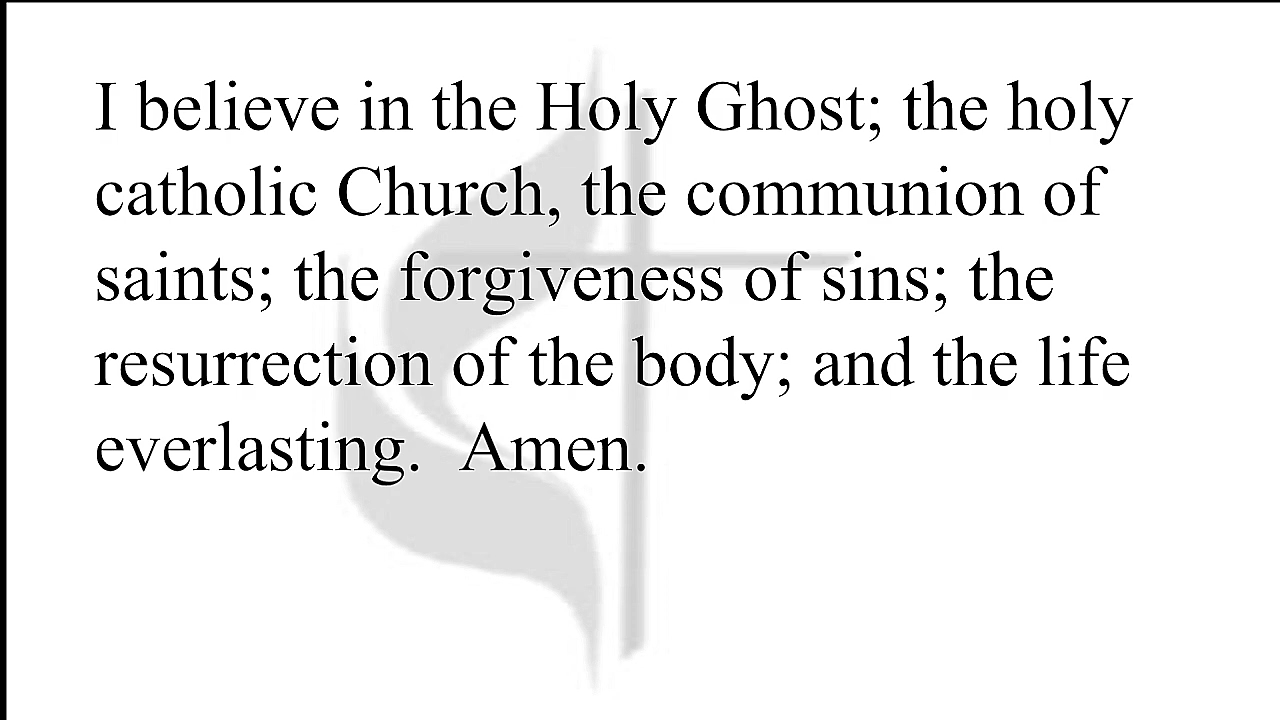 I believe in the Holy Ghost; the holy
catholic Church, the communion of
saints; the forgiveness of sins; the
resurrection of the body; and the life
everlasting.  Amen.